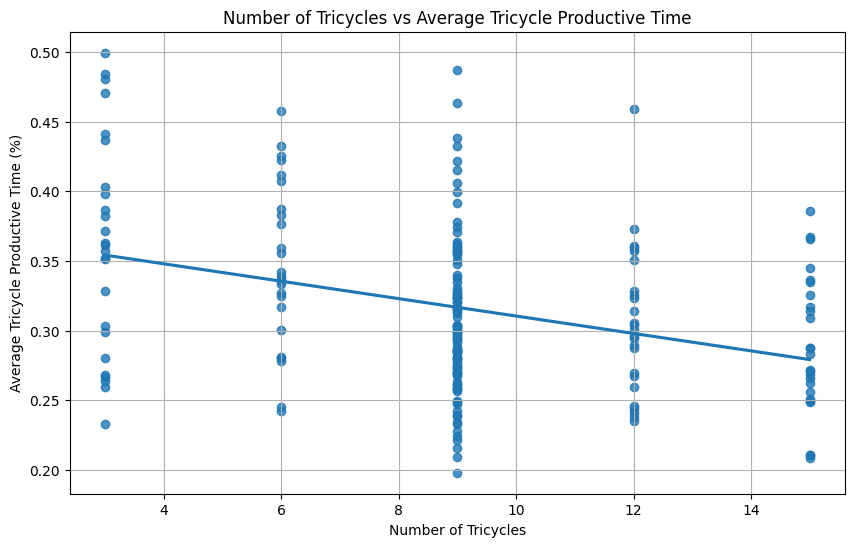 Number of Tricycles vs Average Tricycle Productive Time
Average Tricycle Productive Time (%)
0.50
0.45
0.40
0.35
0.30
0.25
0.20
4 6 8 10 12 14
Number of Tricycles